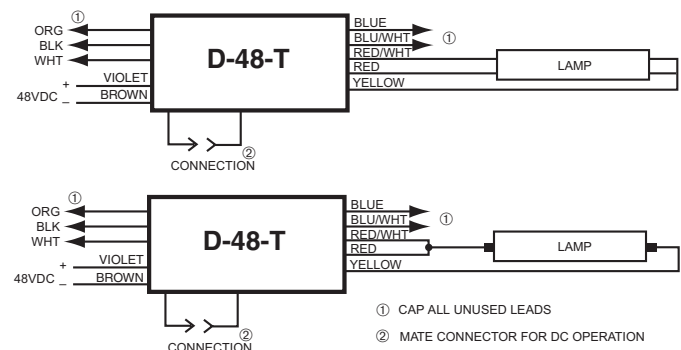 ①
ORG
BLK
WHT
+ VIOLET
48VDC
– BROWN
D-48-T
BLUE
BLU/WHT
①
RED/WHT
RED
YELLOW
LAMP
②
CONNECTION
①
ORG
BLK
WHT
+ VIOLET
48VDC
– BROWN
D-48-T
BLUE
BLU/WHT
①
RED/WHT
RED
YELLOW
LAMP
②
CONNECTION
① CAP ALL UNUSED LEADS
② MATE CONNECTOR FOR DC OPERATION